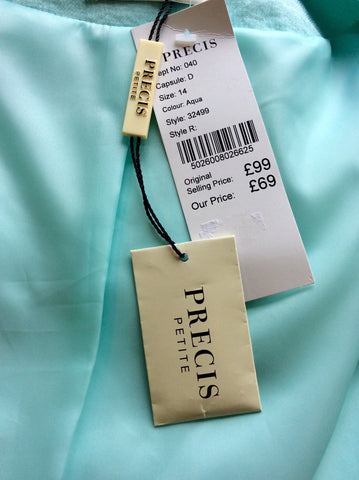 PRECIS
ept No: 040
Capsule: D
Size: 14
Colour: Aqua
Style: 32499
Style R:
5026008026625
Original
Selling Price: £99
Our Price: £69
PRECIS
PETITE
PRECIS
PETITE